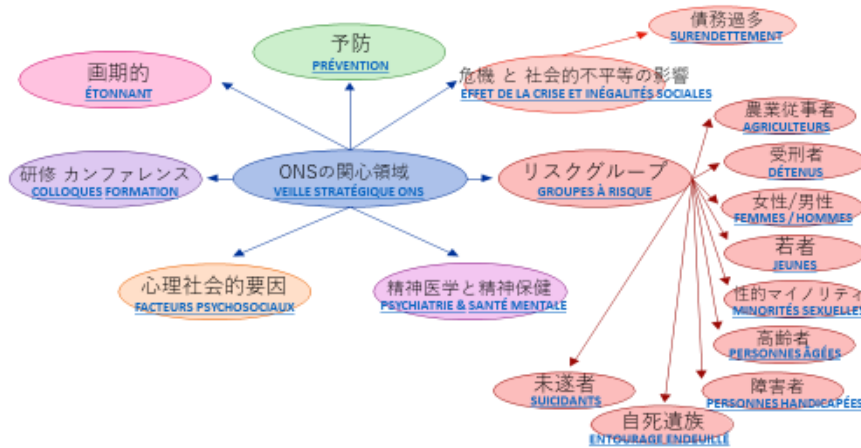 債務過多
SURENDETTEMENT
予防
PRÉVENTION
画期的
ÉTONNANT
危機 と 社会的不平等の影響
EFFET DE LA CRISE ET INÉGALITÉS SOCIALES
農業従事者
AGRICULTEURS
研修 カンファレンス
COLLOQUES FORMATION
ONSの関心領域
VEILLE STRATÉGIQUE ONS
リスクグループ
GROUPES À RISQUE
受刑者
DÉTENUS
女性/男性
FEMMES / HOMMES
若者
JEUNES
心理社会的要因
FACTEURS PSYCHOSOCIAUX
精神医学と精神保健
PSYCHIATRIE & SANTÉ MENTALE
性的マイノリティ
MINORITÉS SEXUELLES
高齢者
PERSONNES ÂGÉES
未遂者
SUICIDANTS
障害者
PERSONNES HANDICAPÉES
自死遺族
ENTOURAGE ENDEUILLÉ